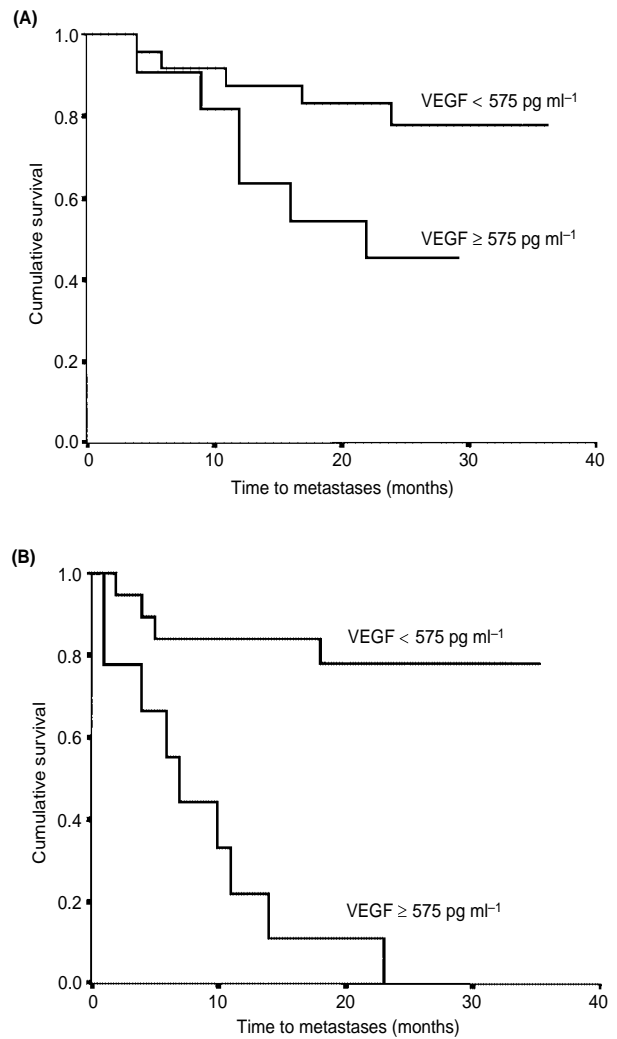 (A)
1.0
0.8
0.6
0.4
0.2
0.0
Cumulative survival
VEGF < 575 pg ml⁻¹
VEGF ≥ 575 pg ml⁻¹
0 10 20 30 40
Time to metastases (months)
(B)
1.0
0.8
0.6
0.4
0.2
0.0
Cumulative survival
VEGF < 575 pg ml⁻¹
VEGF ≥ 575 pg ml⁻¹
0 10 20 30 40
Time to metastases (months)